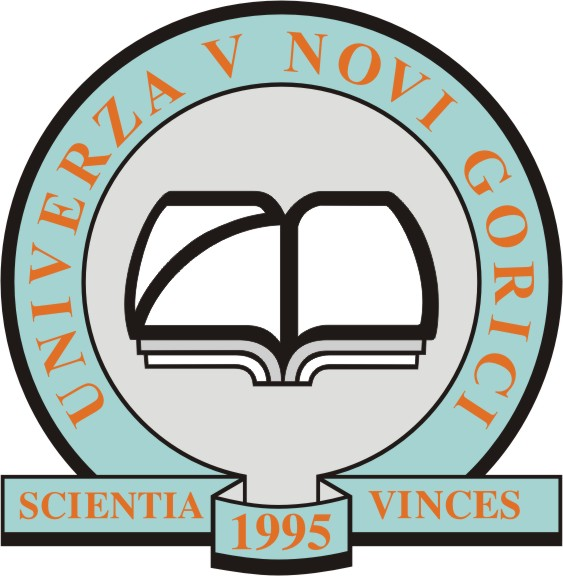 UNIVERZA V NOVI GORICI
SCIENTIA
1995
VINCES